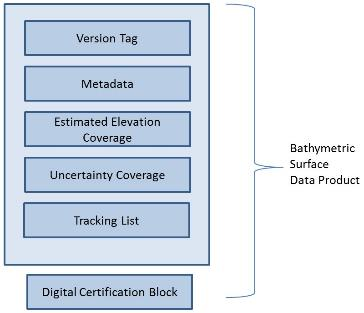 Version Tag
Metadata
Estimated Elevation
Coverage
Uncertainty Coverage
Tracking List
Digital Certification Block
Bathymetric
Surface
Data Product